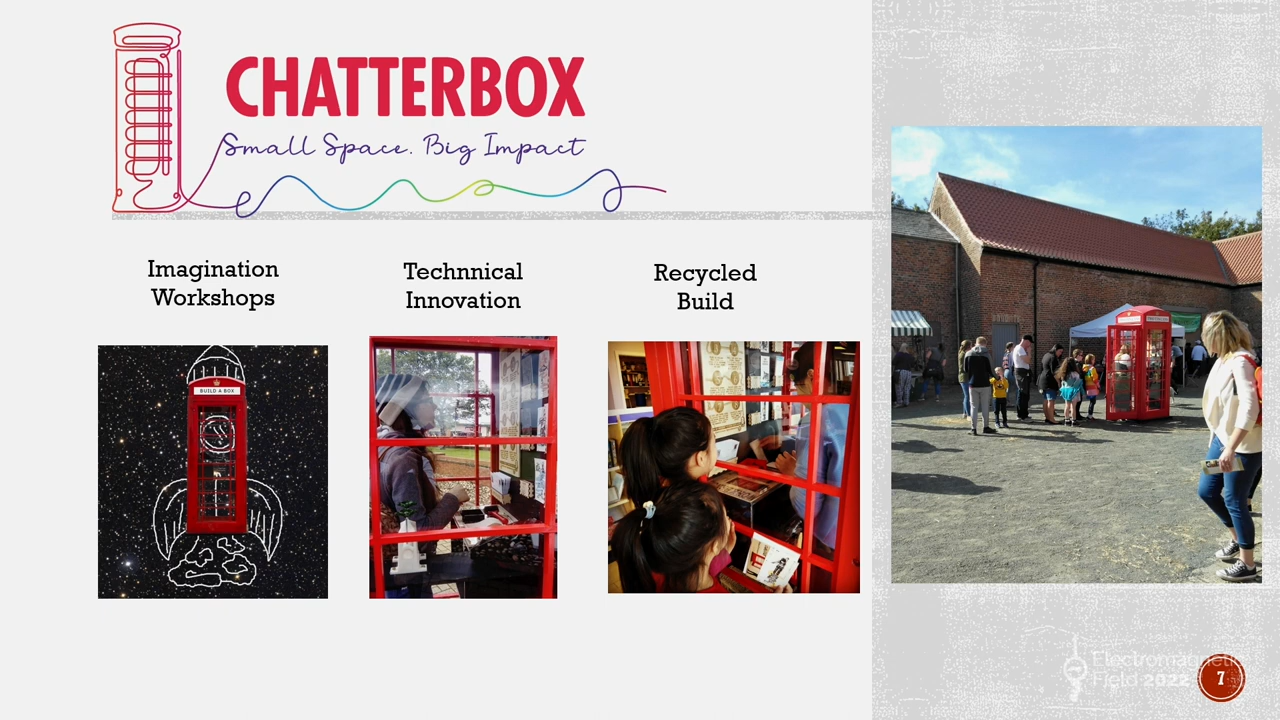 CHATTERBOX
Small Space. Big Impact
Imagination
Workshops
Technnical
Innovation
Recycled
Build
BUILD A BOX
Electromagnetic
Field 2022
7